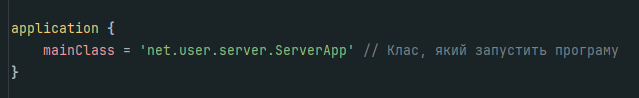 application {
    mainClass = 'net.user.server.ServerApp' // Клас, який запустить програму
}